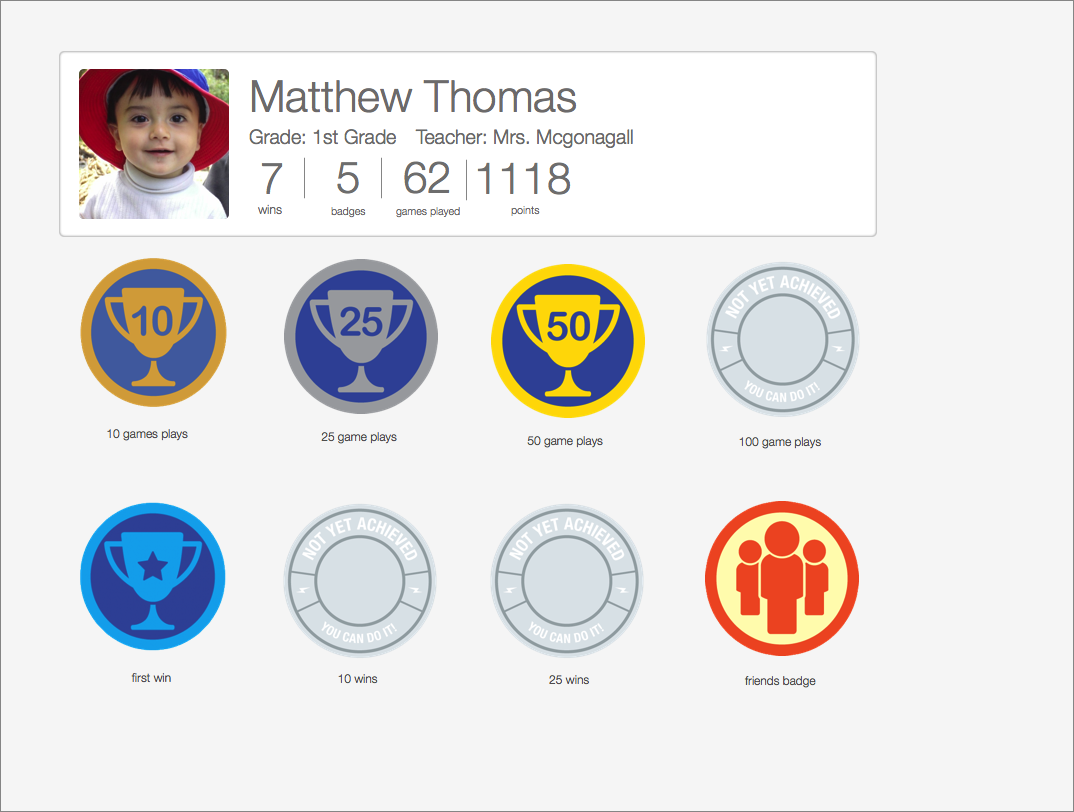 Matthew Thomas
Grade: 1st Grade Teacher: Mrs. Mcgonagall
7 5 62 1118
wins badges games played points
10 25 50 NOT YET ACHIEVED
YOU CAN DO IT!
10 games plays 25 game plays 50 game plays 100 game plays
NOT YET ACHIEVED NOT YET ACHIEVED
YOU CAN DO IT! YOU CAN DO IT!
first win 10 wins 25 wins friends badge